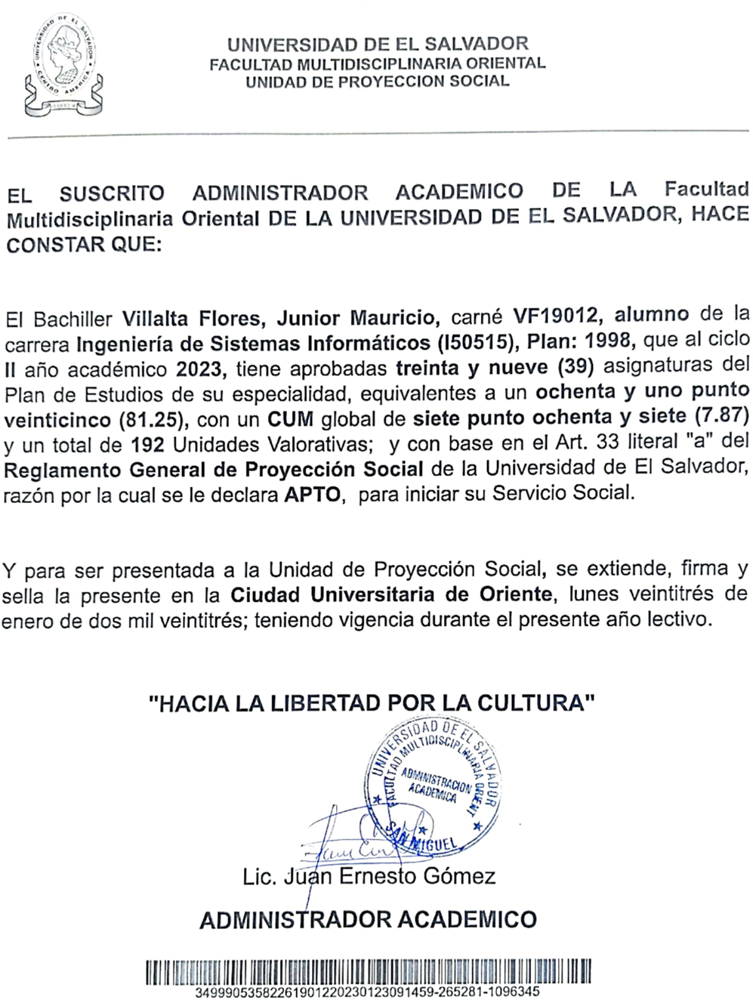 UNIVERSIDAD DE EL SALVADOR
CENTRO AMERICA
UNIVERSIDAD DE EL SALVADOR
FACULTAD MULTIDISCIPLINARIA ORIENTAL
UNIDAD DE PROYECCION SOCIAL
EL SUSCRITO ADMINISTRADOR ACADEMICO DE LA Facultad
Multidisciplinaria Oriental DE LA UNIVERSIDAD DE EL SALVADOR, HACE
CONSTAR QUE:
El Bachiller Villalta Flores, Junior Mauricio, carné VF19012, alumno de la
carrera Ingeniería de Sistemas Informáticos (I50515), Plan: 1998, que al ciclo
II año académico 2023, tiene aprobadas treinta y nueve (39) asignaturas del
Plan de Estudios de su especialidad, equivalentes a un ochenta y uno punto
veinticinco (81.25), con un CUM global de siete punto ochenta y siete (7.87)
y un total de 192 Unidades Valorativas; y con base en el Art. 33 literal "a" del
Reglamento General de Proyección Social de la Universidad de El Salvador,
razón por la cual se le declara APTO, para iniciar su Servicio Social.
Y para ser presentada a la Unidad de Proyección Social, se extiende, firma y
sella la presente en la Ciudad Universitaria de Oriente, lunes veintitrés de
enero de dos mil veintitrés; teniendo vigencia durante el presente año lectivo.
"HACIA LA LIBERTAD POR LA CULTURA"
UNIVERSIDAD DE EL SALVADOR
FACULTAD MULTIDISCIPLINARIA ORIENT
ADMINISTRACION
ACADEMICA
SAN MIGUEL
Lic. Juan Ernesto Gómez
ADMINISTRADOR ACADEMICO
3499905358226190122023012309145​9-265281-1096345